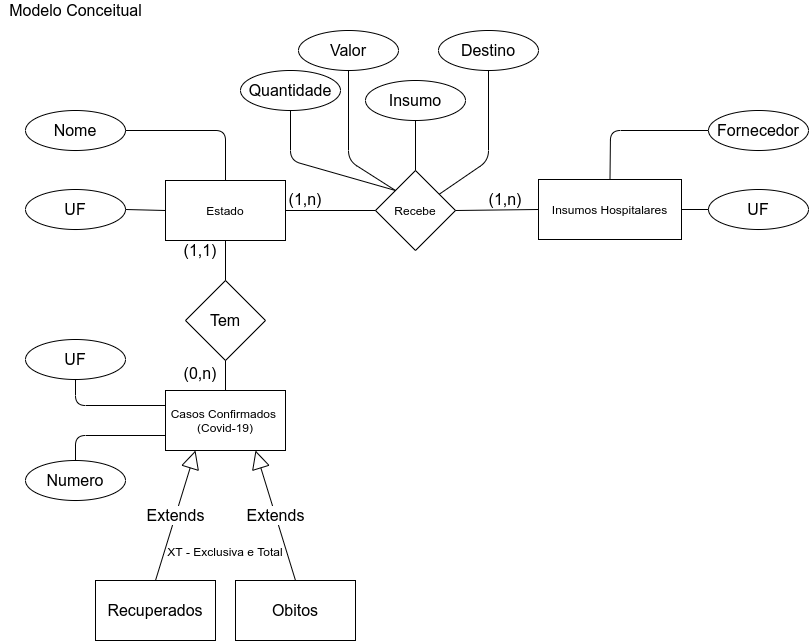 Modelo Conceitual
Valor
Destino
Quantidade
Insumo
Nome
Fornecedor
UF
Estado
(1,n)
Recebe
(1,n)
Insumos Hospitalares
UF
(1,1)
Tem
UF
(0,n)
Casos Confirmados
(Covid-19)
Numero
Extends
Extends
XT - Exclusiva e Total
Recuperados
Obitos